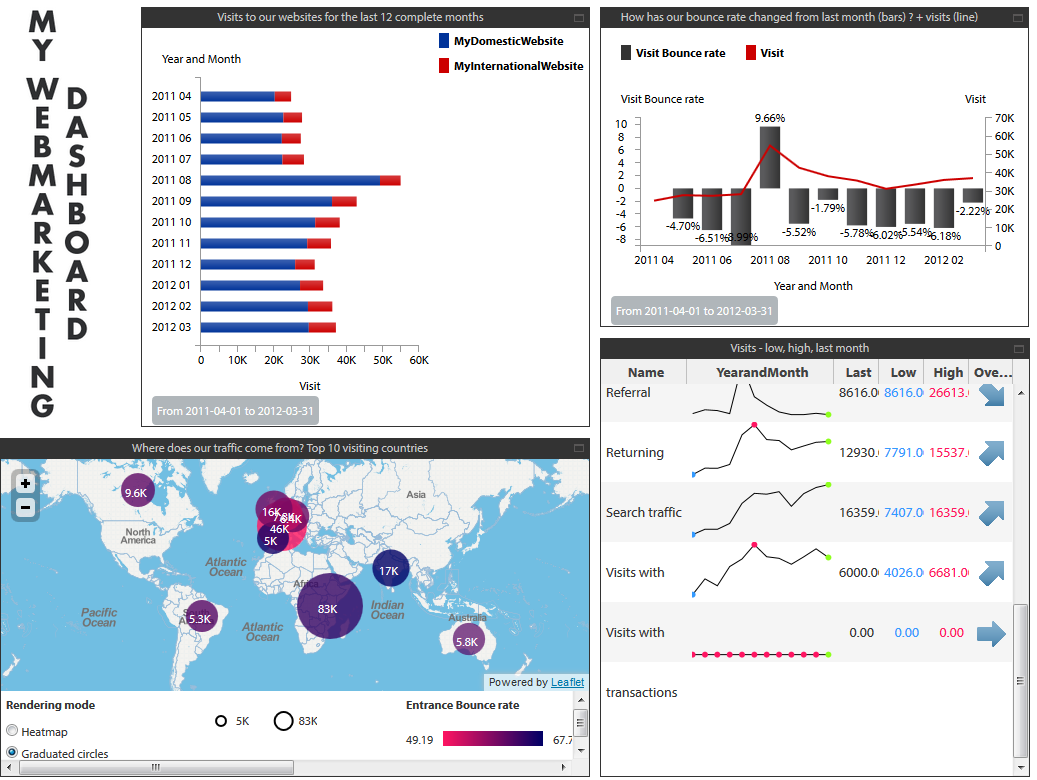 MY
WEBMARKETING
DASHBOARD
Visits to our websites for the last 12 complete months
MyDomesticWebsite
MyInternationalWebsite
Year and Month
2011 04
2011 05
2011 06
2011 07
2011 08
2011 09
2011 10
2011 11
2011 12
2012 01
2012 02
2012 03
0 10K 20K 30K 40K 50K 60K
Visit
From 2011-04-01 to 2012-03-31
How has our bounce rate changed from last month (bars) ? + visits (line)
Visit Bounce rate Visit
Visit Bounce rate Visit
10
8
6
4
2
0
-2
-4
-6
-8
9.66%
-4.70%
-6.51%
-8.99%
-5.52%
-1.79%
-5.78%
-6.02%
-5.54%
-6.18%
-2.22%
70K
60K
50K
40K
30K
20K
10K
0
2011 04 2011 06 2011 08 2011 10 2011 12 2012 02
Year and Month
From 2011-04-01 to 2012-03-31
Where does our traffic come from? Top 10 visiting countries
+
−
9.6K
16K
46K
5K
17K
83K
5.3K
5.8K
North
America
Asia
Africa
Australia
Atlantic
Ocean
Pacific
Ocean
Atlantic
Ocean
Indian
Ocean
Powered by Leaflet
Rendering mode
Heatmap
Graduated circles
5K 83K
Entrance Bounce rate
49.19 67.7
Visits - low, high, last month
Name YearandMonth Last Low High Ove...
Referral 8616.0 8616.0 26613.
Returning 12930. 7791.0 15537.
Search traffic 16359. 7407.0 16359.
Visits with 6000.0 4026.0 6681.0
Visits with 0.00 0.00 0.00
transactions